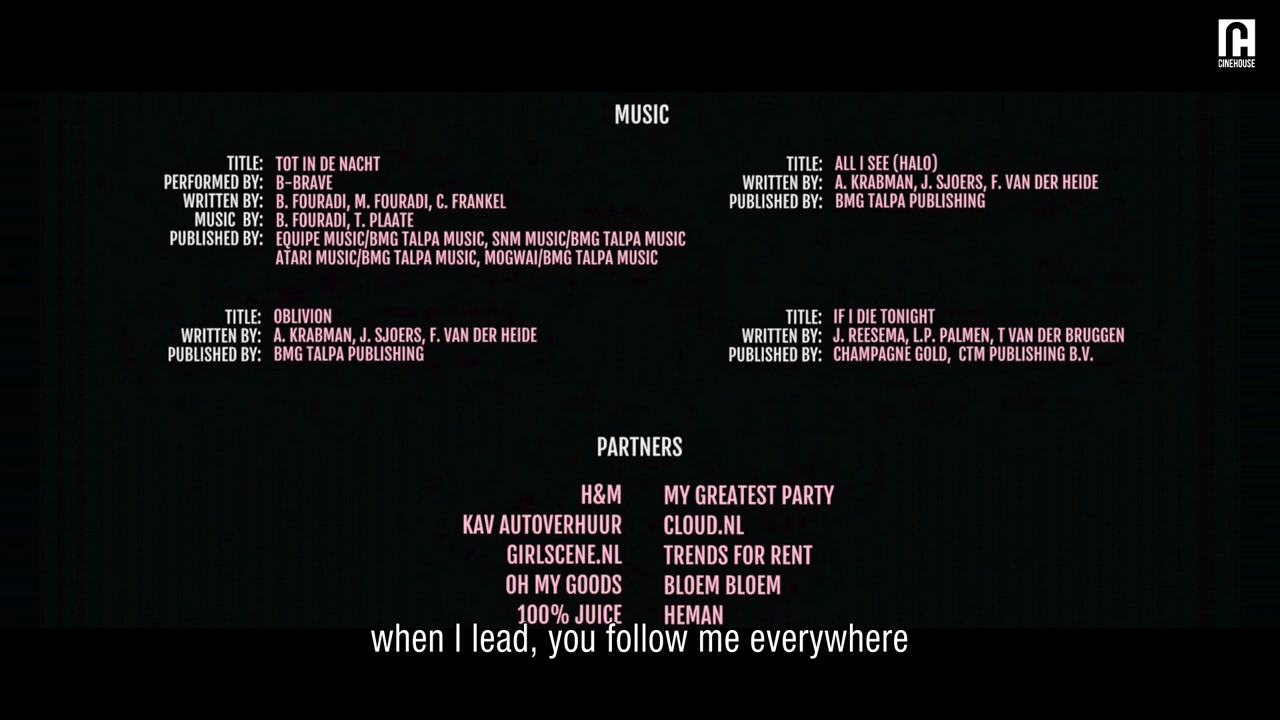 CINEHOUSE
MUSIC
TITLE: TOT IN DE NACHT
PERFORMED BY: B-BRAVE
WRITTEN BY: B. FOURADI, M. FOURADI, C. FRANKEL
MUSIC BY: B. FOURADI, T. PLAATE
PUBLISHED BY: EQUIPE MUSIC/BMG TALPA MUSIC, SNM MUSIC/BMG TALPA MUSIC
ATARI MUSIC/BMG TALPA MUSIC, MOGWAI/BMG TALPA MUSIC
TITLE: ALL I SEE (HALO)
WRITTEN BY: A. KRABMAN, J. SJOERS, F. VAN DER HEIDE
PUBLISHED BY: BMG TALPA PUBLISHING
TITLE: OBLIVION
WRITTEN BY: A. KRABMAN, J. SJOERS, F. VAN DER HEIDE
PUBLISHED BY: BMG TALPA PUBLISHING
TITLE: IF I DIE TONIGHT
WRITTEN BY: J. REESEMA, L.P. PALMEN, T VAN DER BRUGGEN
PUBLISHED BY: CHAMPAGNE GOLD, CTM PUBLISHING B.V.
PARTNERS
H&M MY GREATEST PARTY
KAV AUTOVERHUUR CLOUD.NL
GIRLSCENE.NL TRENDS FOR RENT
OH MY GOODS BLOEM BLOEM
100% JUICE HEMAN
when I lead, you follow me everywhere